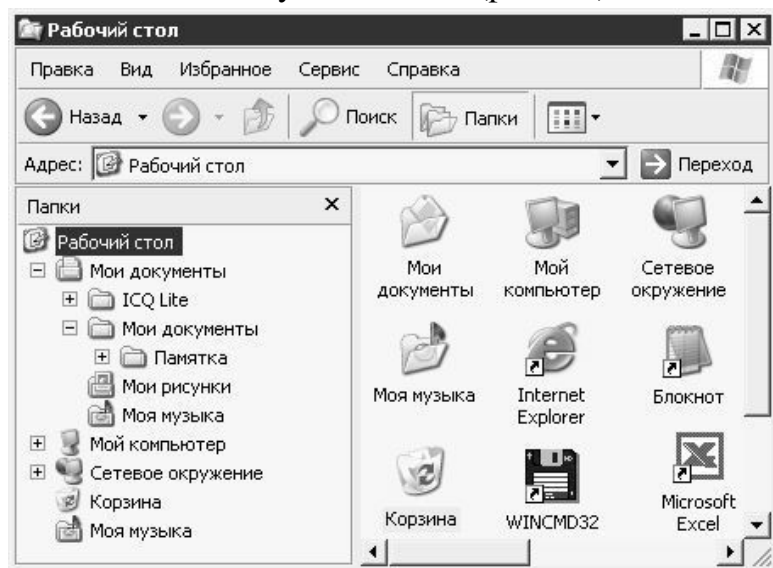 Рабочий стол
Правка Вид Избранное Сервис Справка
Назад Поиск Папки
Адрес: Рабочий стол Переход
Папки
Рабочий стол
Мои документы
ICQ Lite
Мои документы
Памятка
Мои рисунки
Моя музыка
Мой компьютер
Сетевое окружение
Корзина
Моя музыка
Мои документы
Мой компьютер
Сетевое окружение
Моя музыка
Internet Explorer
Блокнот
Корзина
WINCMD32
Microsoft Excel